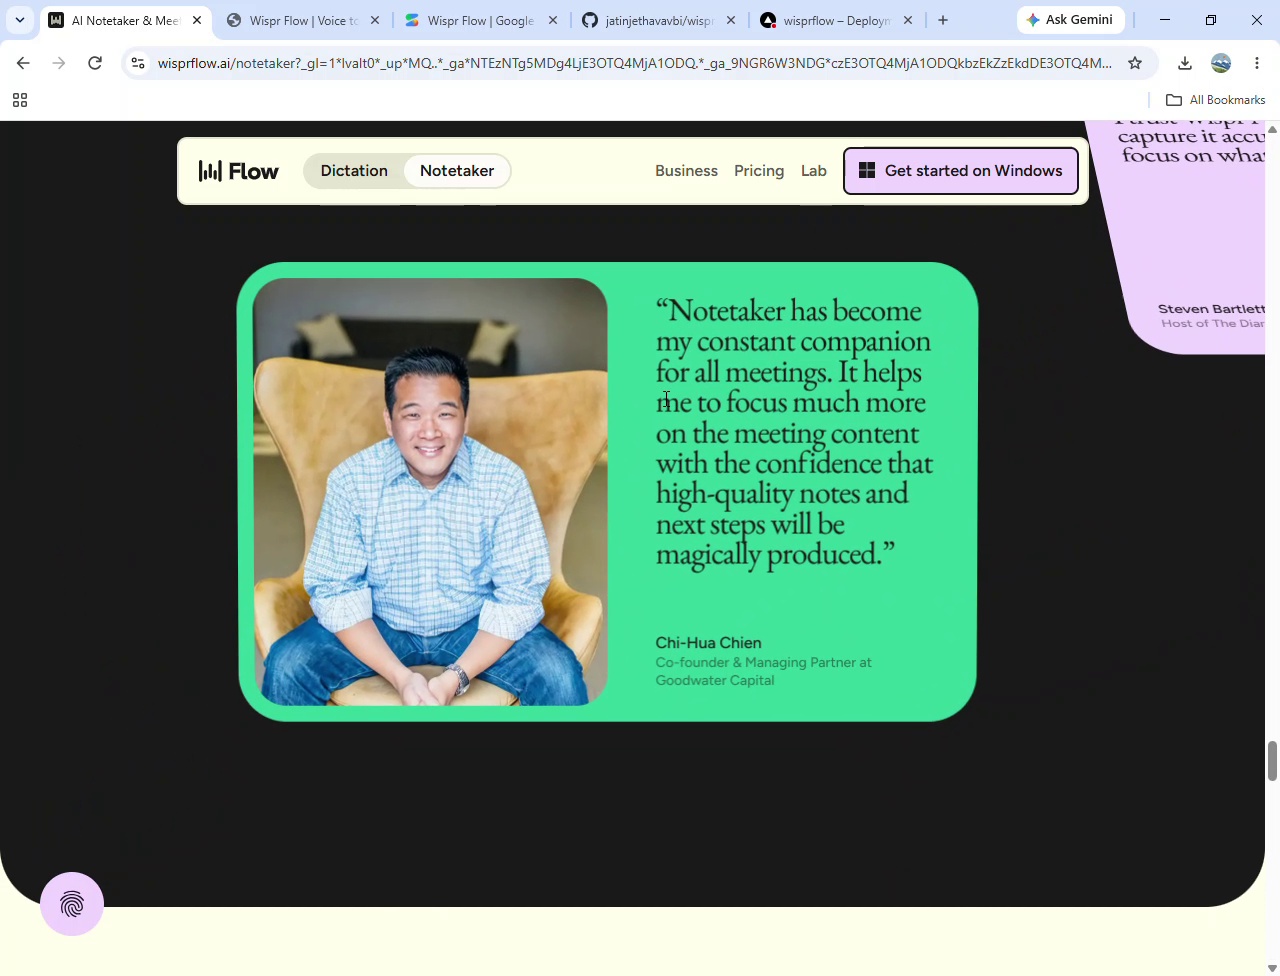 AI Notetaker & Mee
Wispr Flow | Voice to
Wispr Flow | Google
jatinjethavavbi/wispr
wisprflow – Deploym
Ask Gemini
wisprflow.ai/notetaker?_gl=1*lvalt0*_up*MQ..*_ga*NTEzNTg5MDg4LjE3OTQ4MjA1ODQ.*_ga_9NGR6W3NDG*czE3OTQ4MjA1ODQkbzEkZzEkdDE3OTQ4M...
All Bookmarks
Flow
Dictation
Notetaker
Business
Pricing
Lab
Get started on Windows
capture it accu
focus on what
Steven Bartlett
Host of The Diar
“Notetaker has become
my constant companion
for all meetings. It helps
me to focus much more
on the meeting content
with the confidence that
high-quality notes and
next steps will be
magically produced.”
Chi-Hua Chien
Co-founder & Managing Partner at
Goodwater Capital